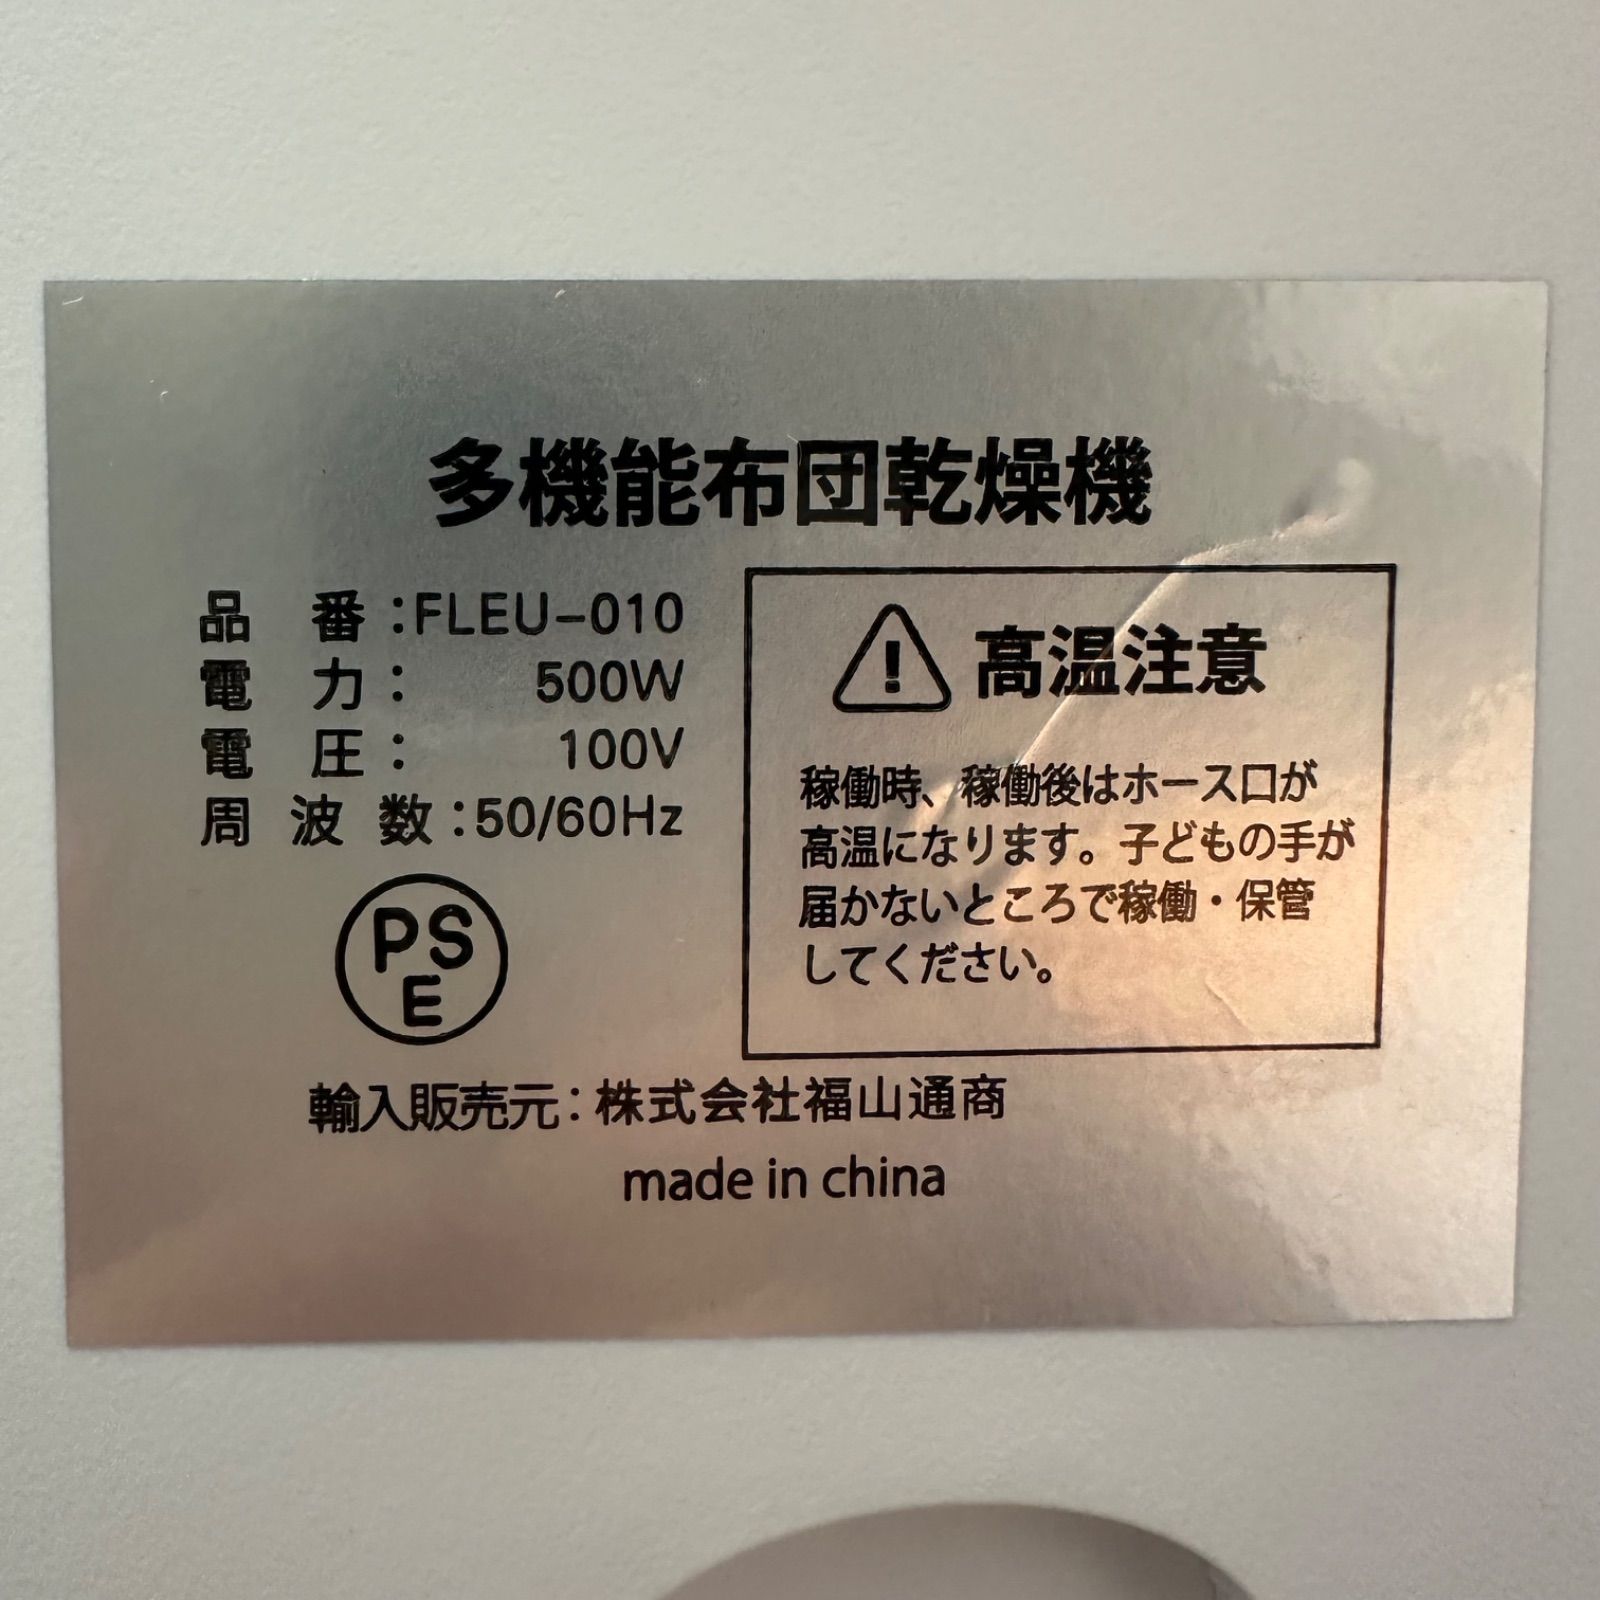 多機能布団乾燥機
品番:FLEU-010
電力: 500W
電圧: 100V
周波数:50/60Hz
PS
E
高温注意
稼働時、稼働後はホース口が
高温になります。子どもの手が
届かないところで稼働・保管
してください。
輸入販売元:株式会社福山通商
made in china